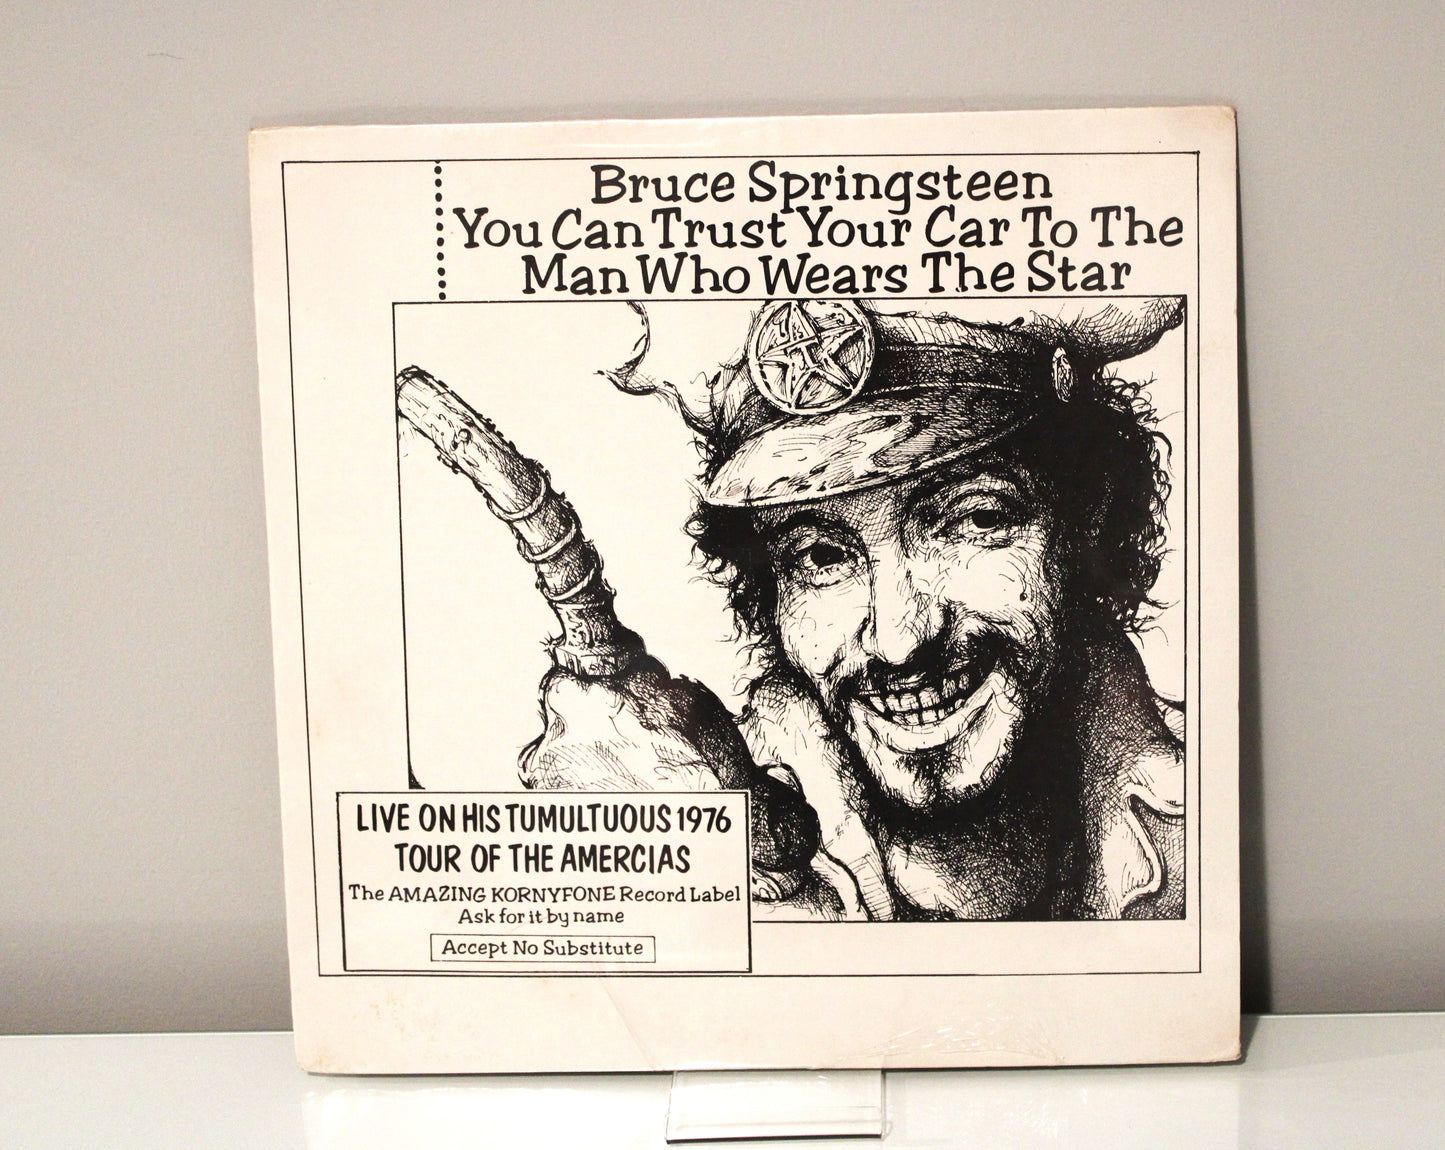 Bruce Springsteen
You Can Trust Your Car To The
Man Who Wears The Star
LIVE ON HIS TUMULTUOUS 1976
TOUR OF THE AMERCIAS
The AMAZING KORNYFONE Record Label
Ask for it by name
Accept No Substitute